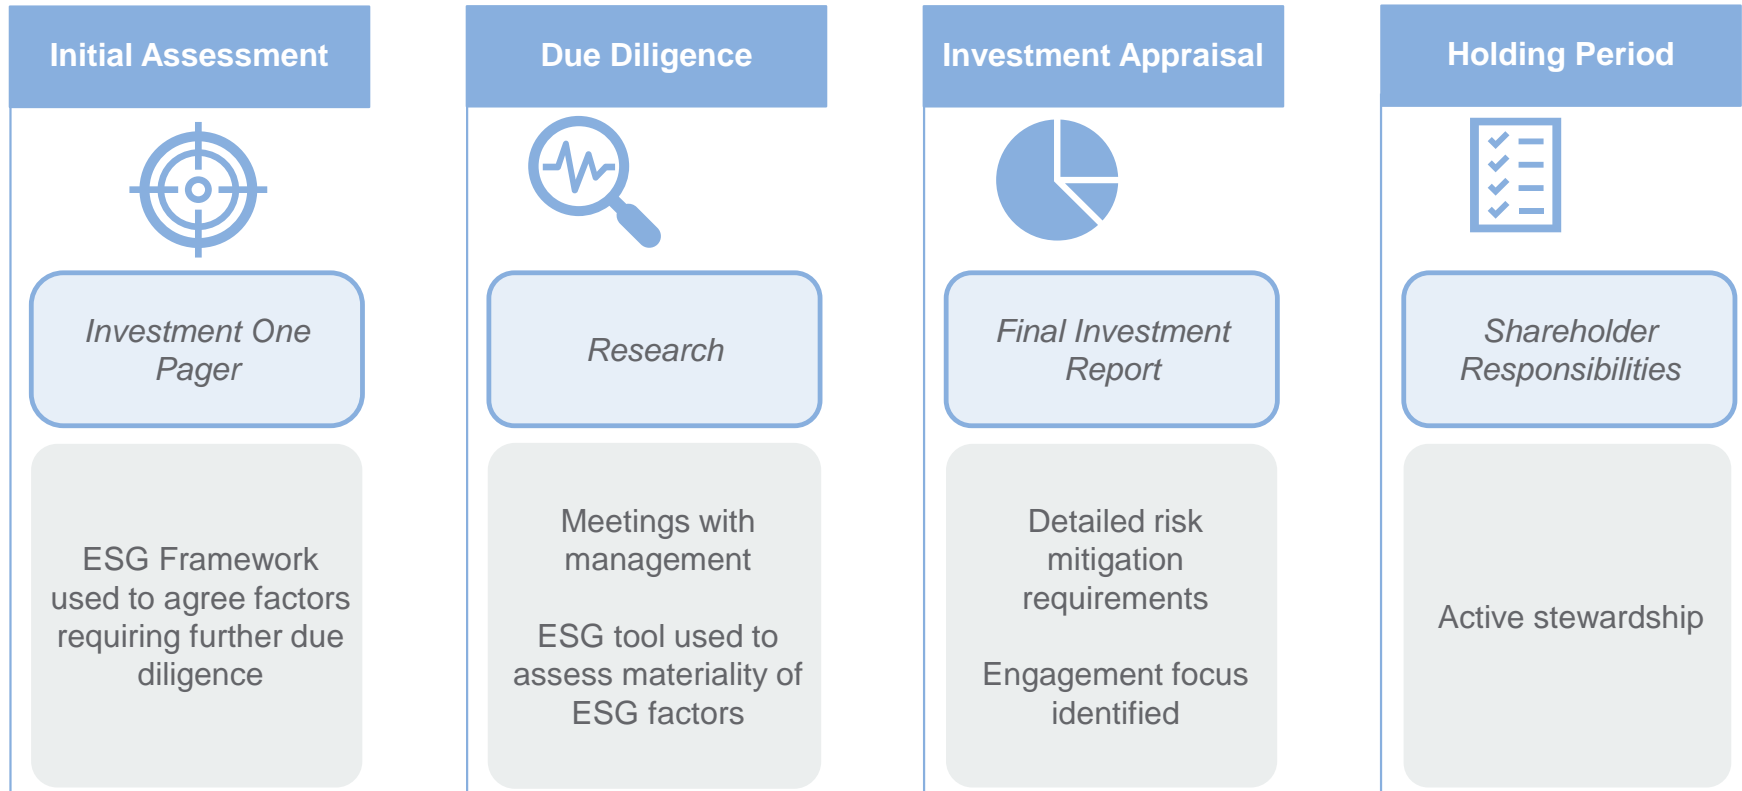 Initial Assessment
Due Diligence
Investment Appraisal
Holding Period
Investment One
Pager
Research
Final Investment
Report
Shareholder
Responsibilities
ESG Framework
used to agree factors
requiring further due
diligence
Meetings with
management
ESG tool used to
assess materiality of
ESG factors
Detailed risk
mitigation
requirements
Engagement focus
identified
Active stewardship